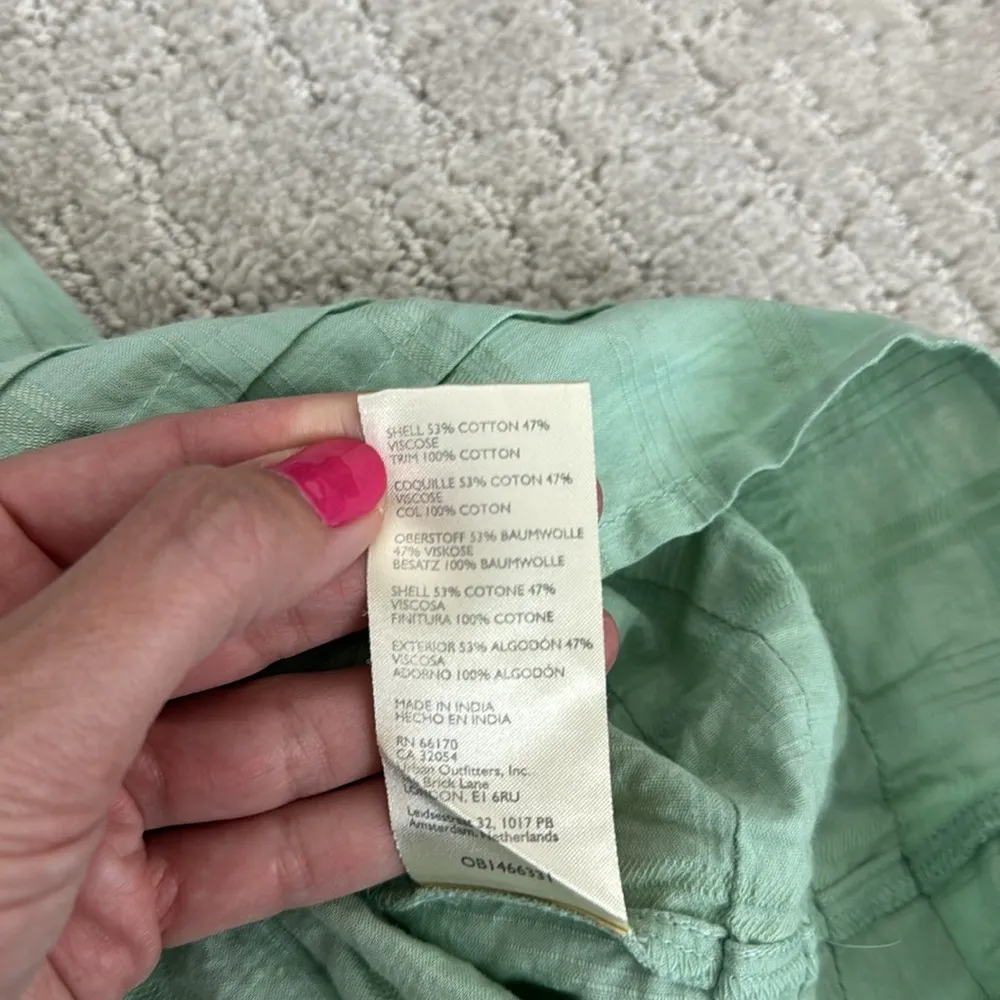 SHELL 53% COTTON 47%
VISCOSE
TRIM 100% COTTON
COQUILLE 53% COTON 47%
VISCOSE
COL 100% COTON
OBERSTOFF 53% BAUMWOLLE
47% VISKOSE
BESATZ 100% BAUMWOLLE
SHELL 53% COTONE 47%
VISCOSA
FINITURA 100% COTONE
EXTERIOR 53% ALGODÓN 47%
VISCOSA
ADORNO 100% ALGODÓN
MADE IN INDIA
HECHO EN INDIA
RN 66170
CA 32054
Urban Outfitters, Inc.
Brick Lane
LONDON, E1 6RU
32, 1017 PB
Amsterdam, Netherlands
OB1466331